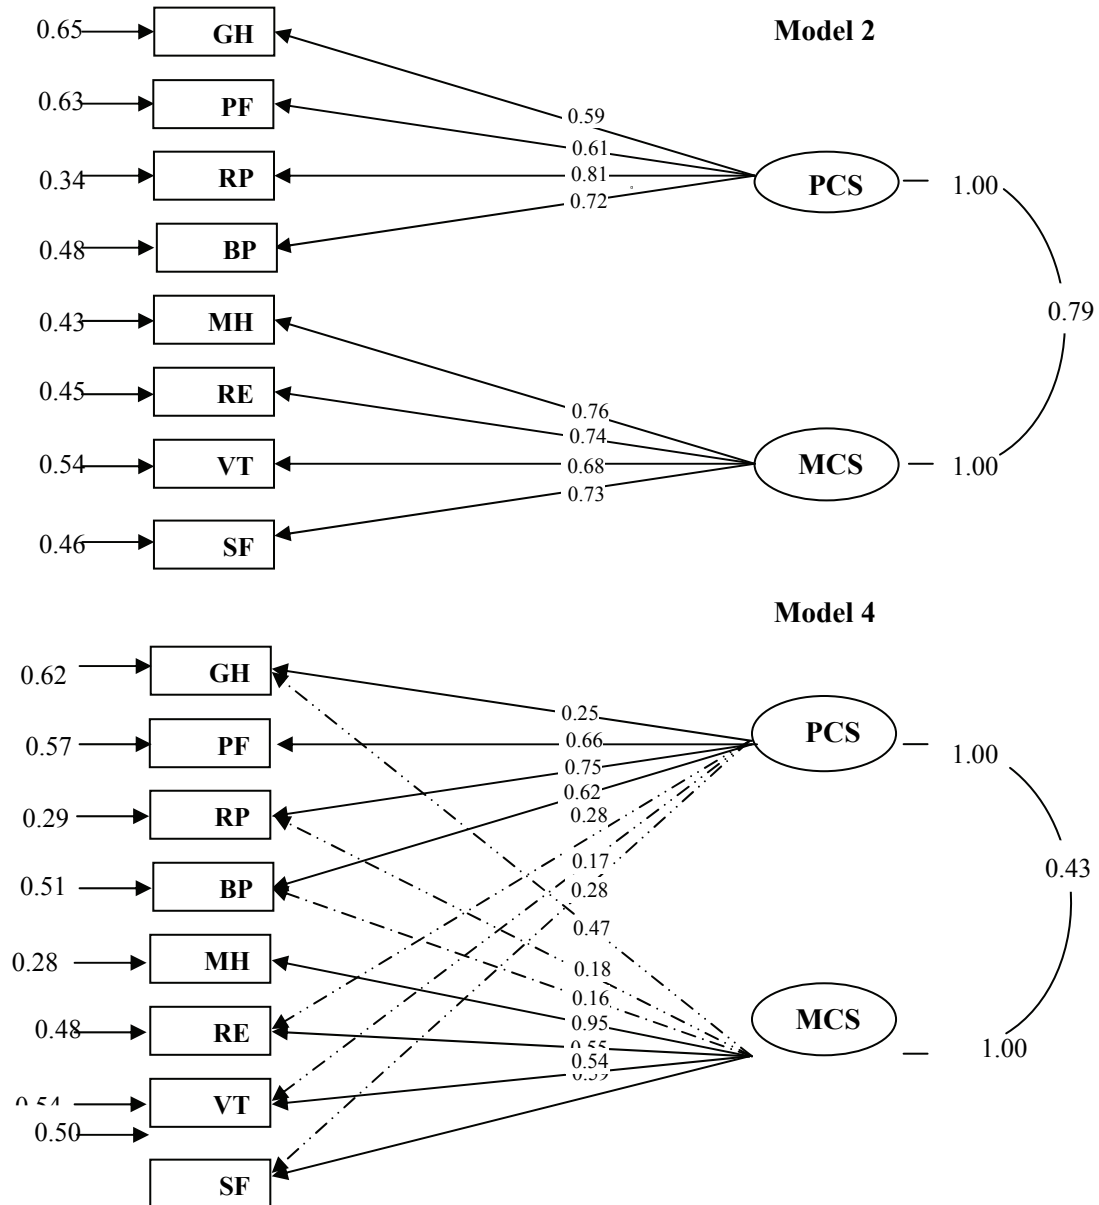 Model 2
0.65 GH
0.59
0.63 PF
0.61
0.34 RP
0.81
PCS 1.00
0.72
0.48 BP
0.79
0.43 MH
0.76
0.45 RE
0.74
0.54 VT
0.68
MCS 1.00
0.73
0.46 SF
Model 4
0.62 GH
0.25
PCS
0.57 PF
0.66
1.00
0.75
0.62
0.29 RP
0.28
0.17
0.43
0.51 BP
0.28
0.47
0.28 MH
0.18
0.16
MCS
0.95
0.48 RE
0.54
1.00
VT
0.50
SF